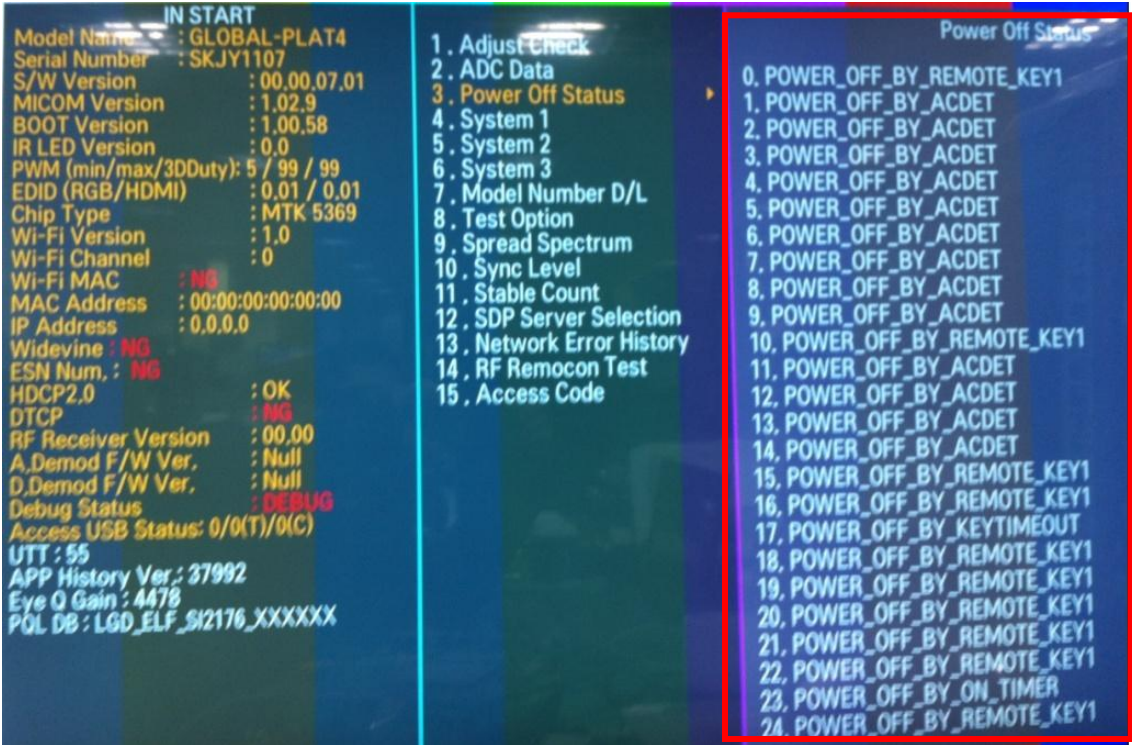 IN START
Model Name : GLOBAL-PLAT4
Serial Number : SKJY1107
S/W Version : 00.00.07.01
MICOM Version : 1.02.9
BOOT Version : 1.00.58
IR LED Version : 0.0
PWM (min/max/3DDuty): 5 / 99 / 99
EDID (RGB/HDMI) : 0.01 / 0.01
Chip Type : MTK 5369
Wi-Fi Version : 1.0
Wi-Fi Channel : 0
Wi-Fi MAC : NG
MAC Address : 00:00:00:00:00:00
IP Address : 0.0.0.0
Widevine : NG
ESN Num. : NG
HDCP2.0 : OK
DTCP : NG
RF Receiver Version : 00.00
A.Demod F/W Ver. : Null
D.Demod F/W Ver. : Null
Debug Status : DEBUG
Access USB Status: 0/0(T)/0(C)
UTT : 55
APP History Ver.: 37992
Eye Q Gain : 4478
PQL DB : LGD_ELF_SI2176_XXXXXX
1. Adjust Check
2. ADC Data
3. Power Off Status
4. System 1
5. System 2
6. System 3
7. Model Number D/L
8. Test Option
9. Spread Spectrum
10. Sync Level
11. Stable Count
12. SDP Server Selection
13. Network Error History
14. RF Remocon Test
15. Access Code
Power Off Status
0. POWER_OFF_BY_REMOTE_KEY1
1. POWER_OFF_BY_ACDET
2. POWER_OFF_BY_ACDET
3. POWER_OFF_BY_ACDET
4. POWER_OFF_BY_ACDET
5. POWER_OFF_BY_ACDET
6. POWER_OFF_BY_ACDET
7. POWER_OFF_BY_ACDET
8. POWER_OFF_BY_ACDET
9. POWER_OFF_BY_ACDET
10. POWER_OFF_BY_REMOTE_KEY1
11. POWER_OFF_BY_ACDET
12. POWER_OFF_BY_ACDET
13. POWER_OFF_BY_ACDET
14. POWER_OFF_BY_ACDET
15. POWER_OFF_BY_REMOTE_KEY1
16. POWER_OFF_BY_REMOTE_KEY1
17. POWER_OFF_BY_KEYTIMEOUT
18. POWER_OFF_BY_REMOTE_KEY1
19. POWER_OFF_BY_REMOTE_KEY1
20. POWER_OFF_BY_REMOTE_KEY1
21. POWER_OFF_BY_REMOTE_KEY1
22. POWER_OFF_BY_REMOTE_KEY1
23. POWER_OFF_BY_ON_TIMER
24. POWER_OFF_BY_REMOTE_KEY1